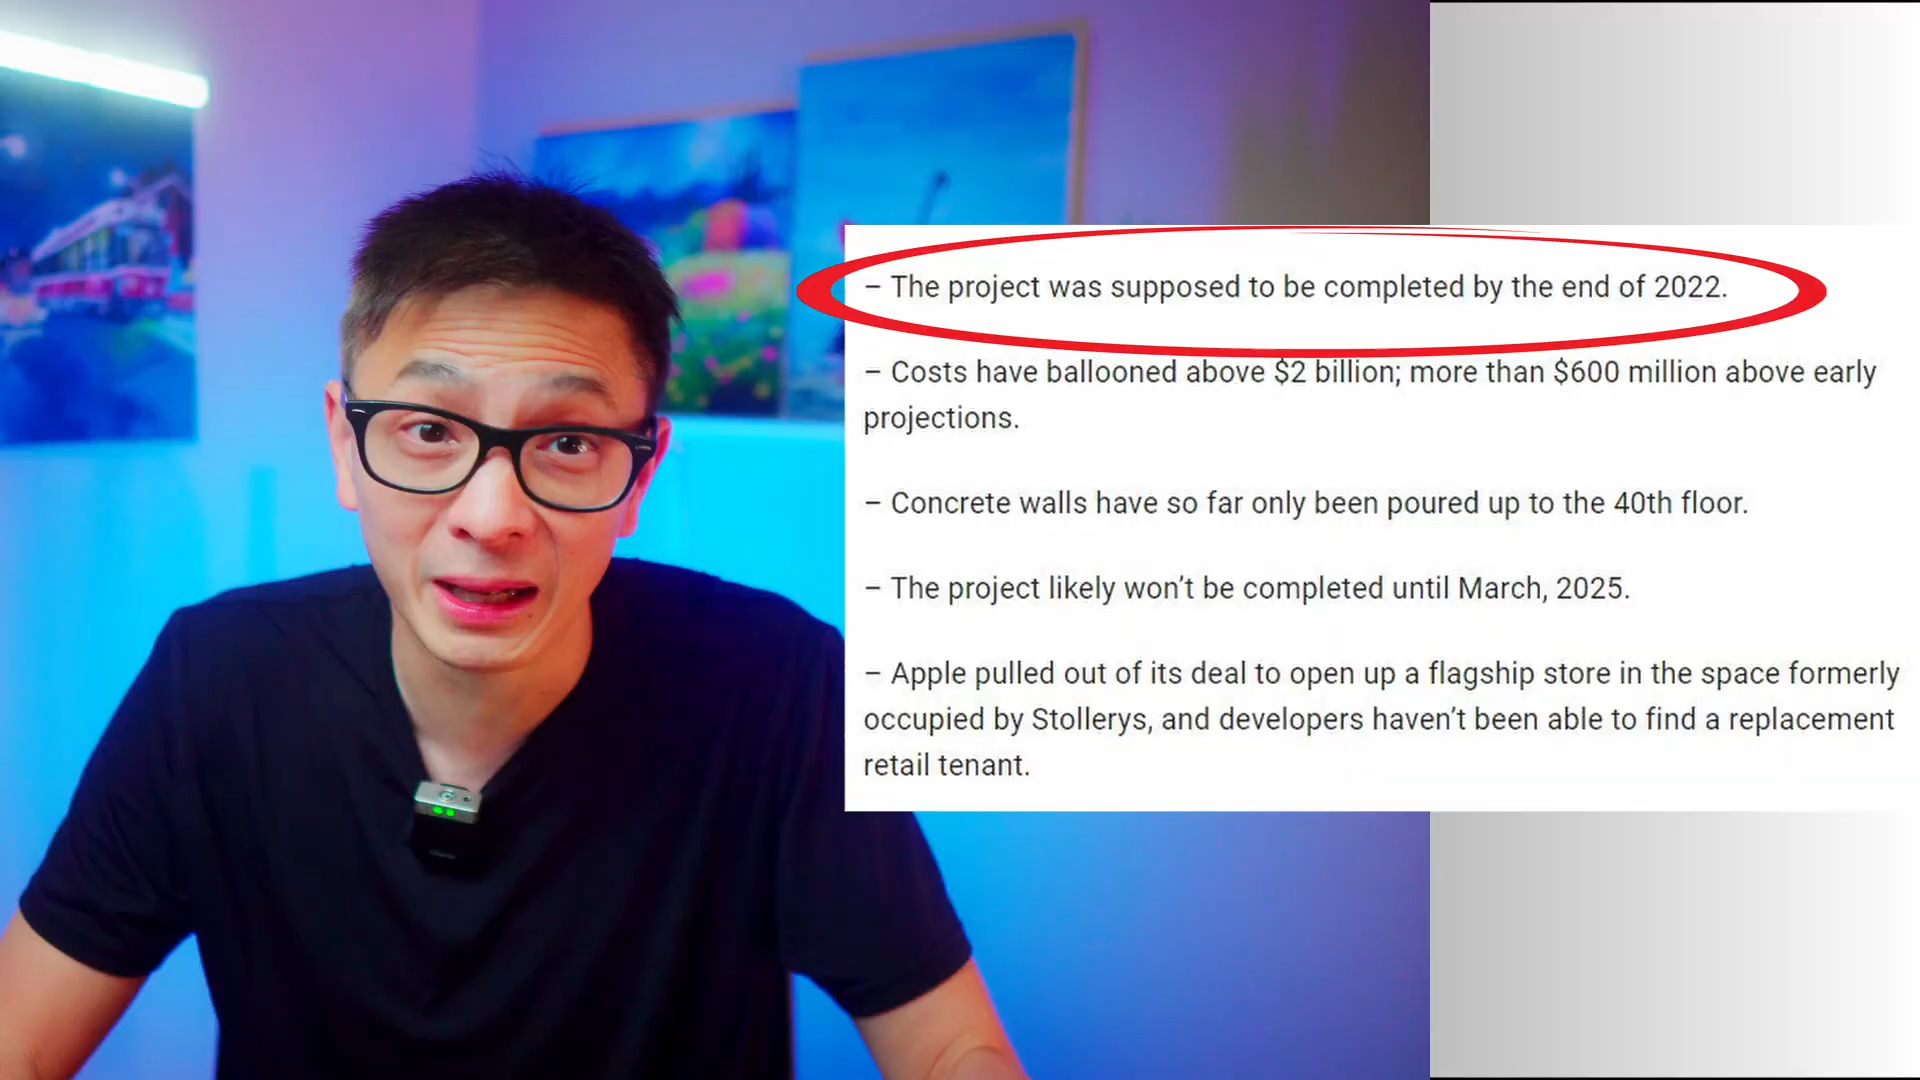 – The project was supposed to be completed by the end of 2022.
– Costs have ballooned above $2 billion; more than $600 million above early
projections.
– Concrete walls have so far only been poured up to the 40th floor.
– The project likely won’t be completed until March, 2025.
– Apple pulled out of its deal to open up a flagship store in the space formerly
occupied by Stollerys, and developers haven’t been able to find a replacement
retail tenant.